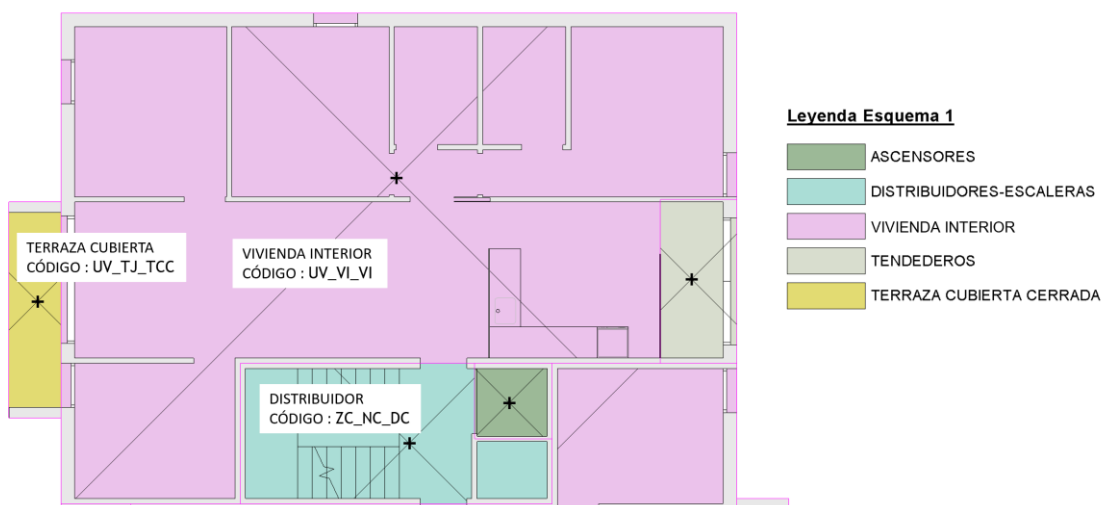 Leyenda Esquema 1
ASCENSORES
DISTRIBUIDORES-ESCALERAS
VIVIENDA INTERIOR
TENDEDEROS
TERRAZA CUBIERTA CERRADA
TERRAZA CUBIERTA
CÓDIGO : UV_TJ_TCC
VIVIENDA INTERIOR
CÓDIGO : UV_VI_VI
DISTRIBUIDOR
CÓDIGO : ZC_NC_DC